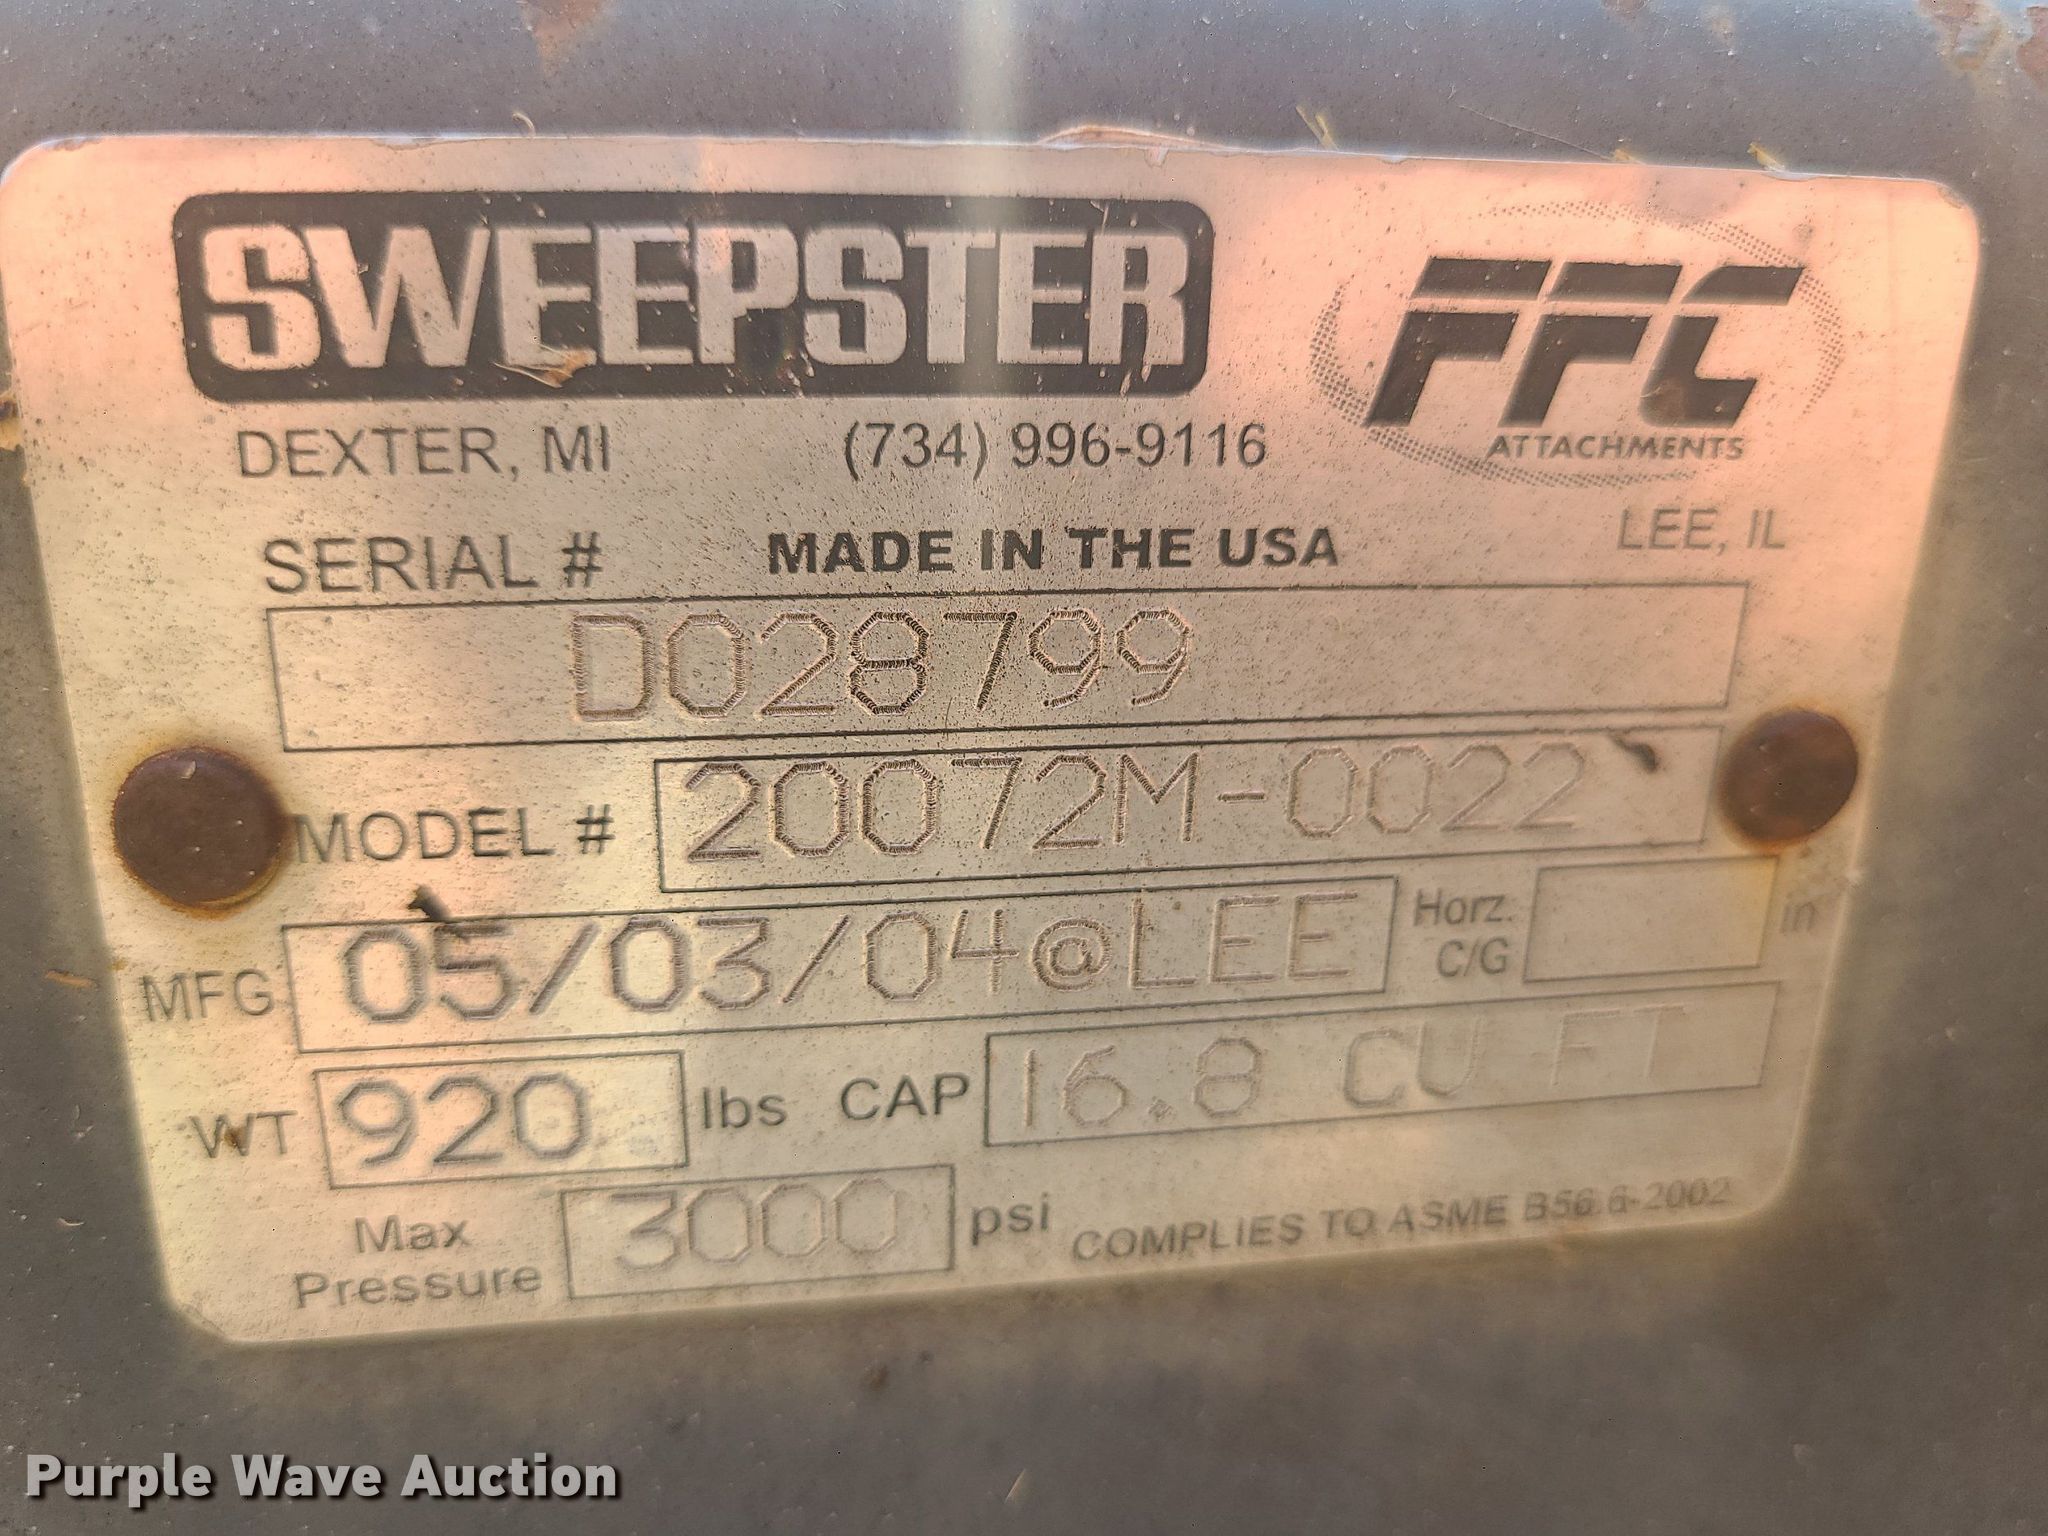 SWEEPSTER
FFC
ATTACHMENTS
DEXTER, MI (734) 996-9116
LEE, IL
SERIAL # MADE IN THE USA
D028799
MODEL # 20072M-0022
MFG 05/03/04@LEE Horz. C/G in
WT 920 lbs CAP 16.8 CU FT
Max Pressure 3000 psi COMPLIES TO ASME B56.6-2002
Purple Wave Auction